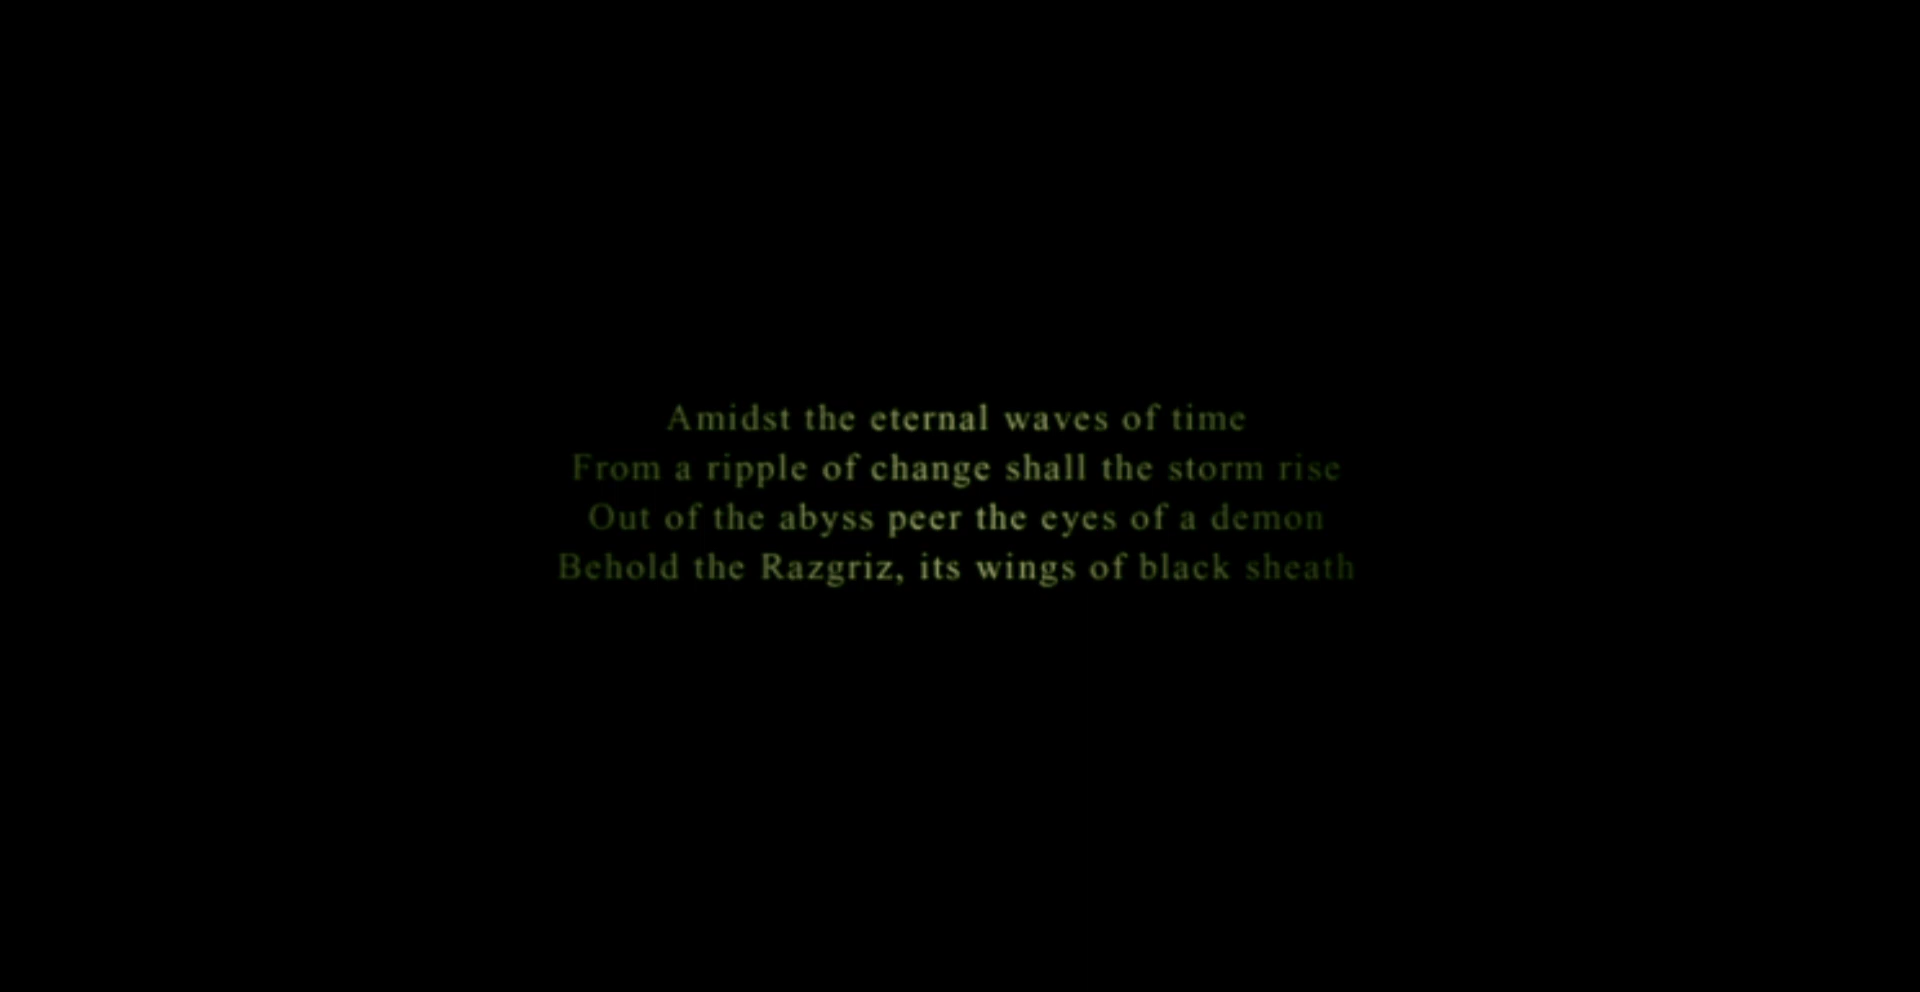 Amidst the eternal waves of time
From a ripple of change shall the storm rise
Out of the abyss peer the eyes of a demon
Behold the Razgriz, its wings of black sheath